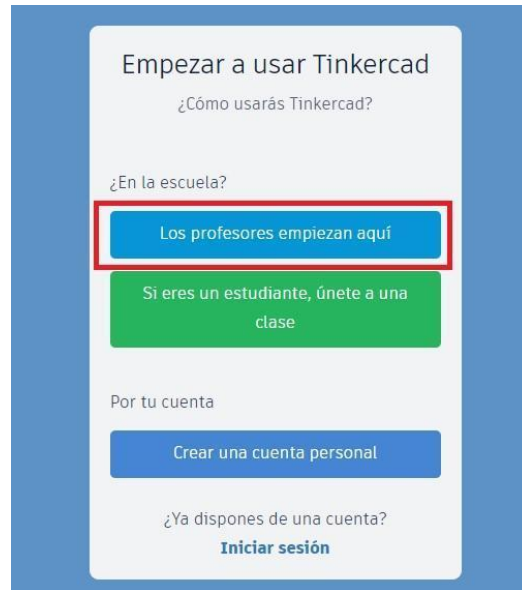 Empezar a usar Tinkercad
¿Cómo usarás Tinkercad?
¿En la escuela?
Los profesores empiezan aquí
Si eres un estudiante, únete a una
clase
Por tu cuenta
Crear una cuenta personal
¿Ya dispones de una cuenta?
Iniciar sesión